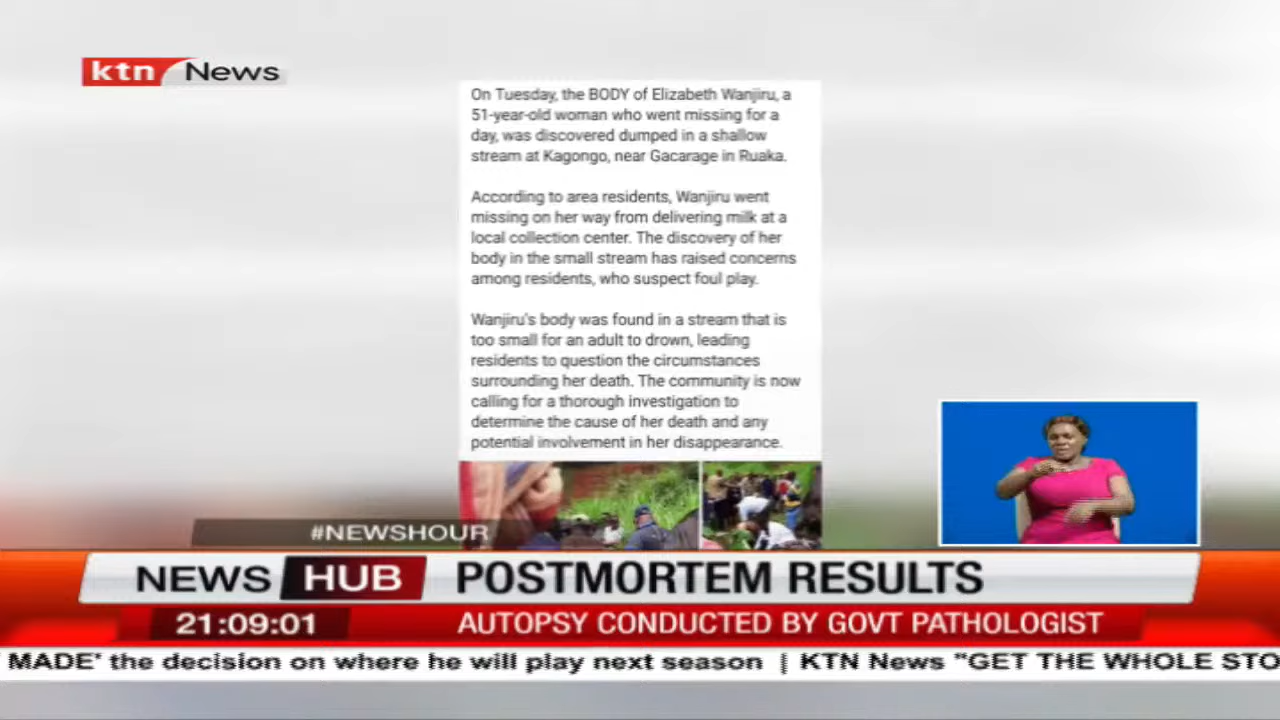 ktn News
On Tuesday, the BODY of Elizabeth Wanjiru, a
51-year-old woman who went missing for a
day, was discovered dumped in a shallow
stream at Kagongo, near Gacarage in Ruaka.
According to area residents, Wanjiru went
missing on her way from delivering milk at a
local collection center. The discovery of her
body in the small stream has raised concerns
among residents, who suspect foul play.
Wanjiru's body was found in a stream that is
too small for an adult to drown, leading
residents to question the circumstances
surrounding her death. The community is now
calling for a thorough investigation to
determine the cause of her death and any
potential involvement in her disappearance.
#NEWSHOUR
NEWS HUB POSTMORTEM RESULTS
21:09:01 AUTOPSY CONDUCTED BY GOVT PATHOLOGIST
MADE' the decision on where he will play next season | KTN News "GET THE WHOLE STO